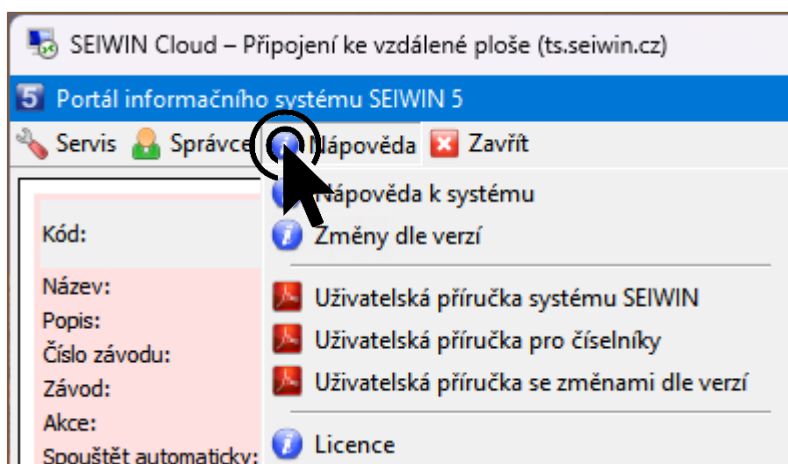 SEIWIN Cloud – Připojení ke vzdálené ploše (ts.seiwin.cz)
5 Portál informačního systému SEIWIN 5
Servis Správce Nápověda Zavřít
Nápověda k systému
Kód:
Změny dle verzí
Název:
Uživatelská příručka systému SEIWIN
Popis:
Uživatelská příručka pro číselníky
Číslo závodu:
Uživatelská příručka se změnami dle verzí
Závod:
Akce:
Licence
Spouštět automaticky: